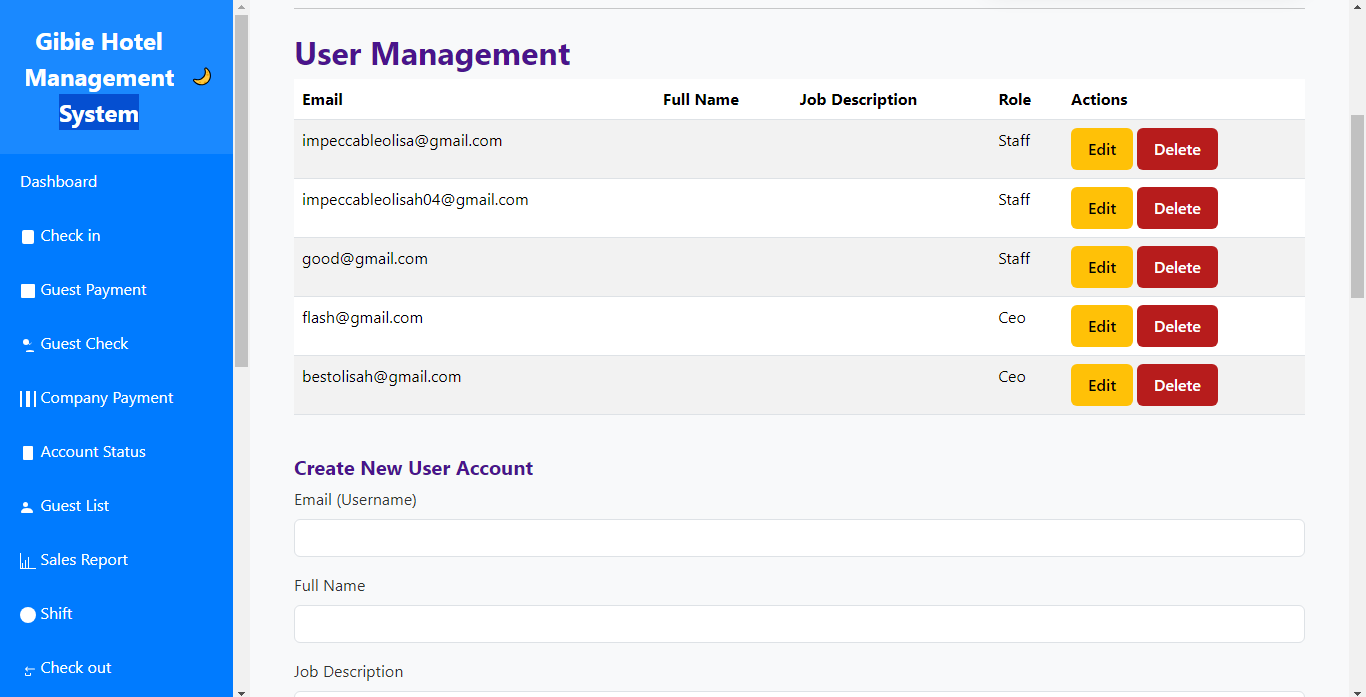 Gibie Hotel
Management
System
Dashboard
Check in
Guest Payment
Guest Check
Company Payment
Account Status
Guest List
Sales Report
Shift
Check out
User Management
Email Full Name Job Description Role Actions
impeccableolisa@gmail.com Staff Edit Delete
impeccableolisah04@gmail.com Staff Edit Delete
good@gmail.com Staff Edit Delete
flash@gmail.com Ceo Edit Delete
bestolisah@gmail.com Ceo Edit Delete
Create New User Account
Email (Username)
Full Name
Job Description